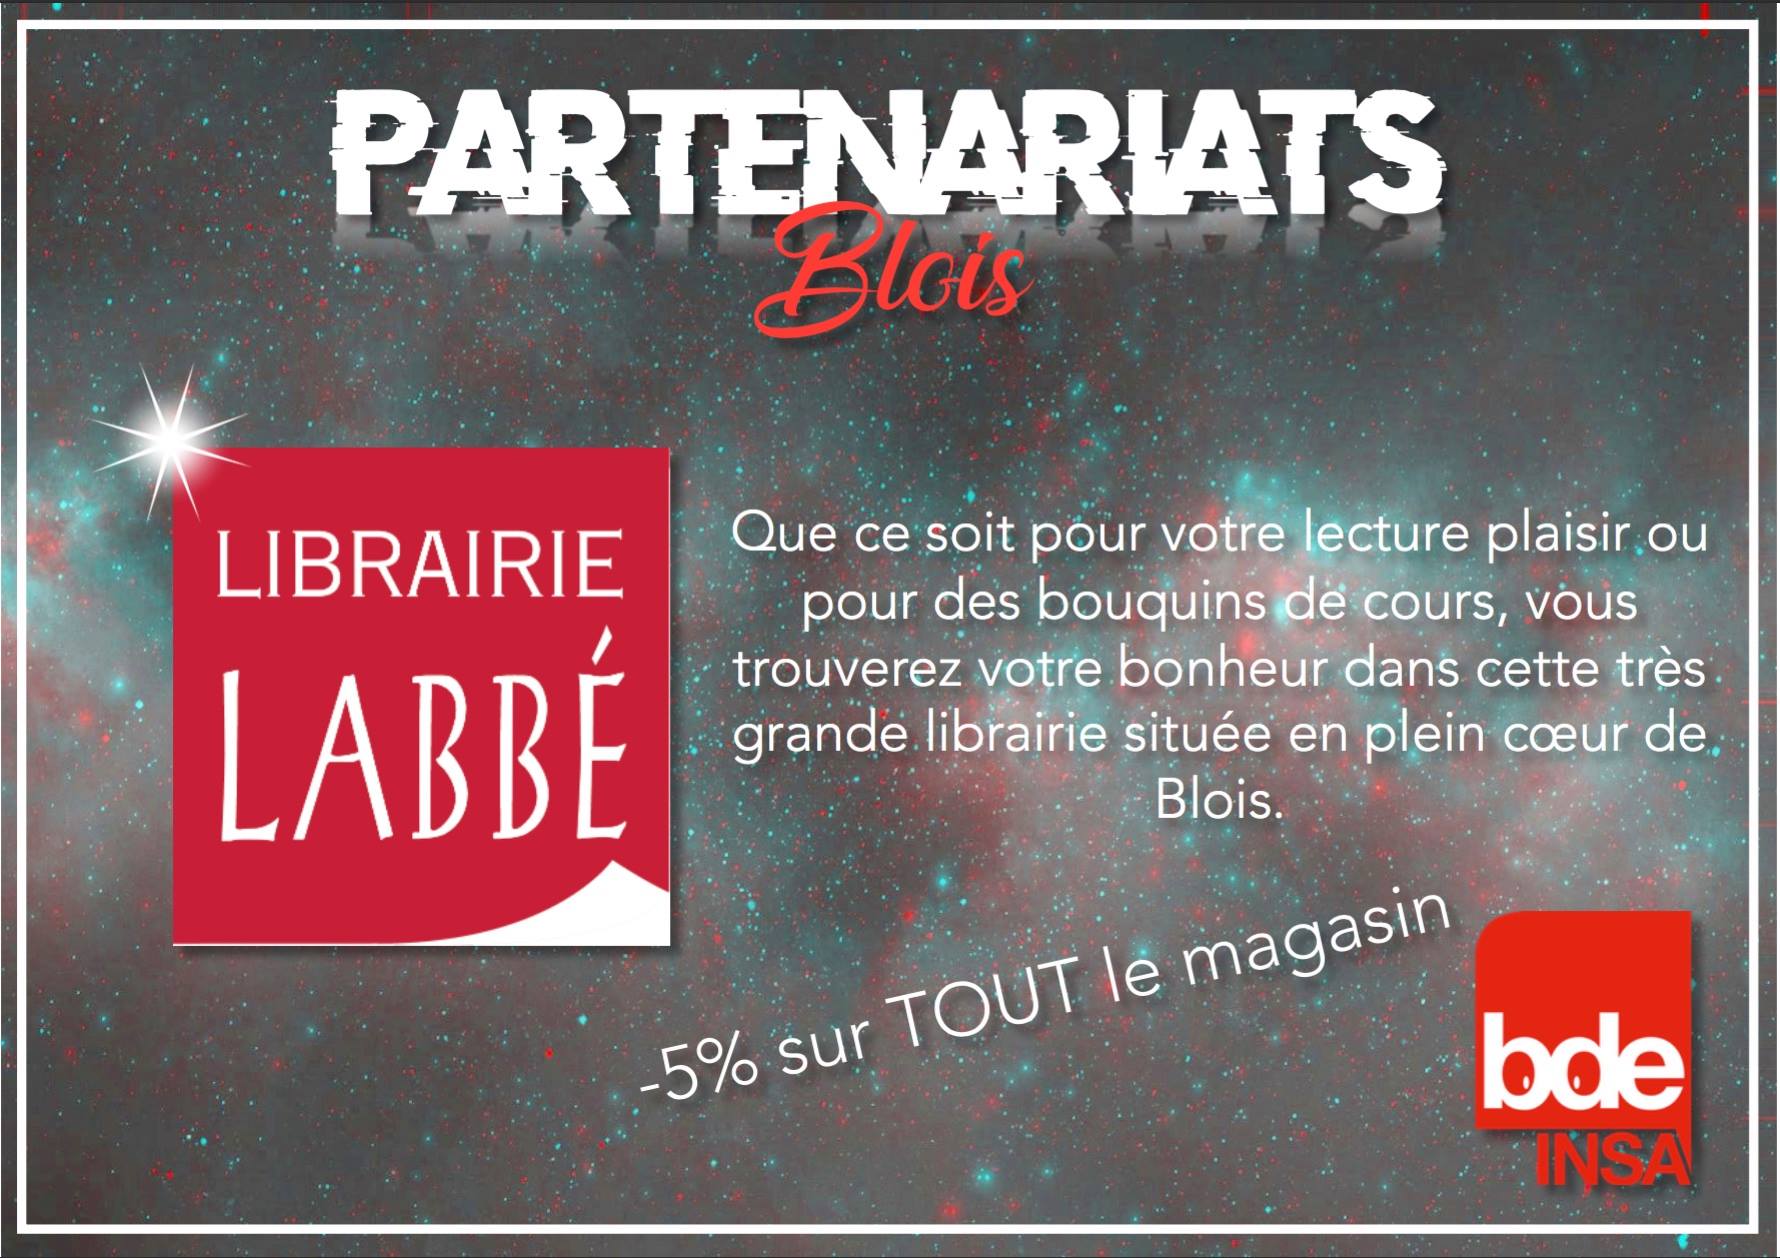 PARTENARIATS
Blois
LIBRAIRIE
LABBÉ
Que ce soit pour votre lecture plaisir ou
pour des bouquins de cours, vous
trouverez votre bonheur dans cette très
grande librairie située en plein cœur de
Blois.
-5% sur TOUT le magasin
bde
INSA